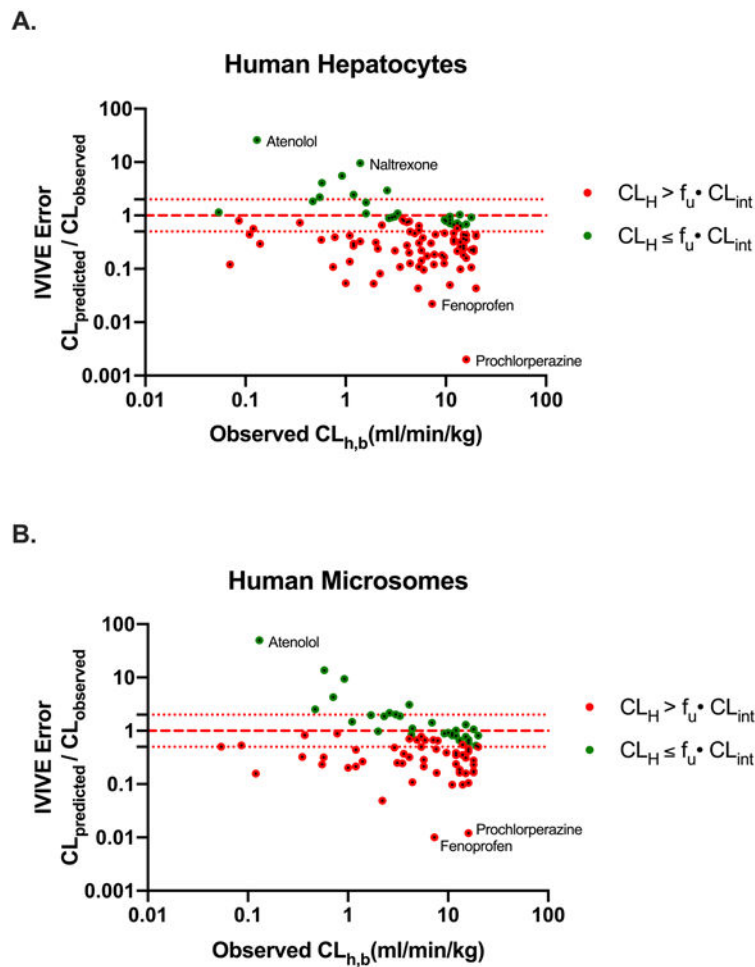 A.
Human Hepatocytes
IVIVE Error
CLpredicted / CLobserved
100
10
1
0.1
0.01
0.001
Atenolol
Naltrexone
Fenoprofen
Prochlorperazine
0.01 0.1 1 10 100
Observed CLh,b(ml/min/kg)
CLH > fu• CLint
CLH ≤ fu• CLint
B.
Human Microsomes
IVIVE Error
CLpredicted / CLobserved
100
10
1
0.1
0.01
0.001
Atenolol
Prochlorperazine
Fenoprofen
0.01 0.1 1 10 100
Observed CLh,b(ml/min/kg)
CLH > fu• CLint
CLH ≤ fu• CLint